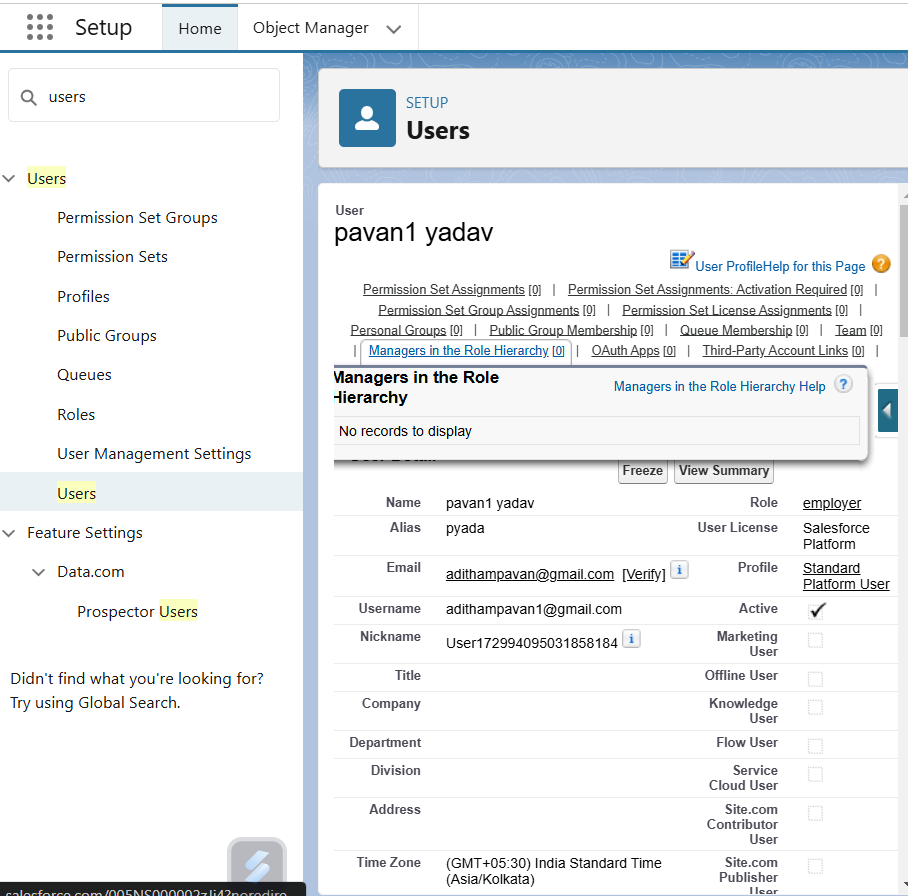 Setup
Home
Object Manager
users
Users
Permission Set Groups
Permission Sets
Profiles
Public Groups
Queues
Roles
User Management Settings
Users
Feature Settings
Data.com
Prospector Users
Didn't find what you're looking for?
Try using Global Search.
SETUP
Users
User
pavan1 yadav
User ProfileHelp for this Page ?
Permission Set Assignments [0] | Permission Set Assignments: Activation Required [0] |
Permission Set Group Assignments [0] | Permission Set License Assignments [0] |
Personal Groups [0] | Public Group Membership [0] | Queue Membership [0] | Team [0]
| Managers in the Role Hierarchy [0] | OAuth Apps [0] | Third-Party Account Links [0] |
Managers in the Role
Hierarchy
Managers in the Role Hierarchy Help ?
No records to display
User Detail
Freeze View Summary
Name pavan1 yadav Role employer
Alias pyada User License Salesforce
Platform
Email adithampavan@gmail.com [Verify] i Profile Standard
Platform User
Username adithampavan1@gmail.com Active
Nickname User172994095031858184 i Marketing
User
Title Offline User
Company Knowledge
User
Department Flow User
Division Service
Cloud User
Address Site.com
Contributor
User
Time Zone (GMT+05:30) India Standard Time
(Asia/Kolkata)
Site.com
Publisher
User